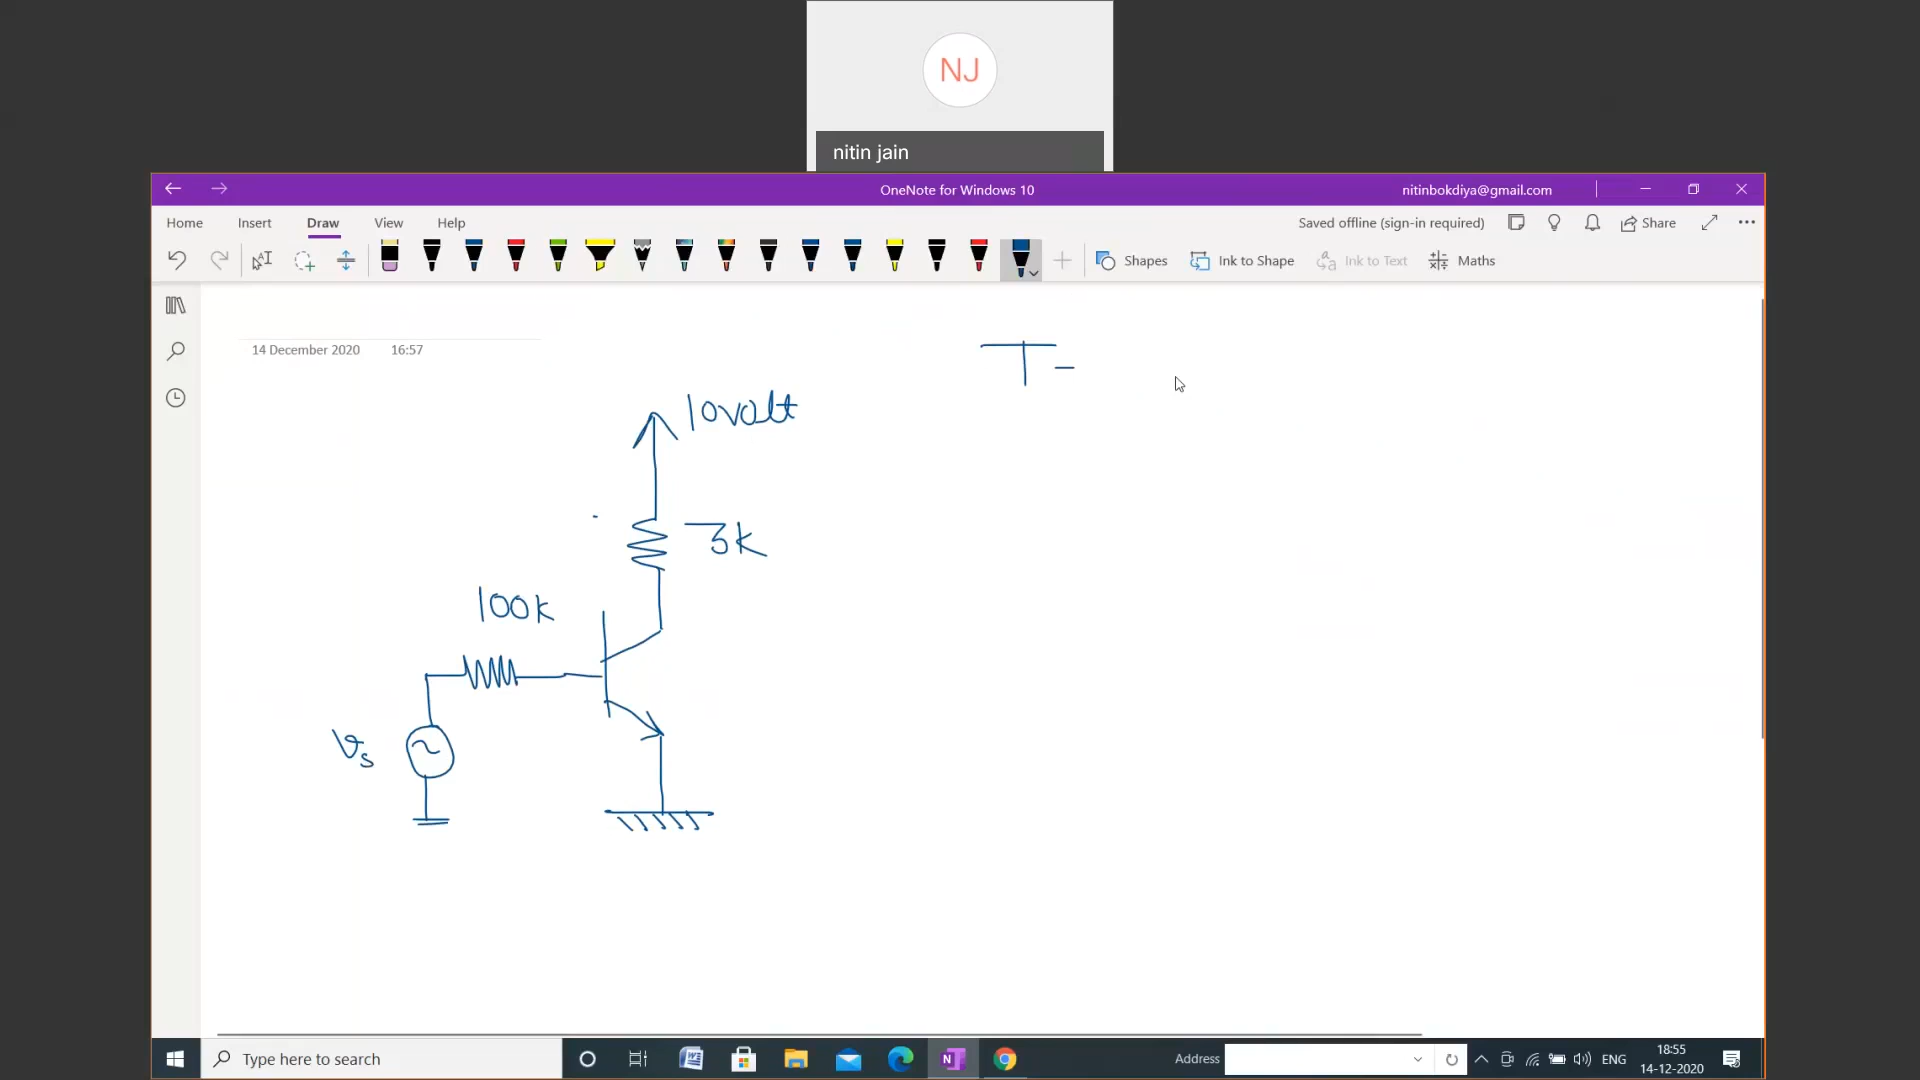 NJ
nitin jain
OneNote for Windows 10
nitinbokdiya@gmail.com
Home Insert Draw View Help
Saved offline (sign-in required)
Share
Shapes
Ink to Shape
Ink to Text
Maths
14 December 2020 16:57
T-
10volt
3k
100k
Vs
Type here to search
Address
ENG
18:55
14-12-2020